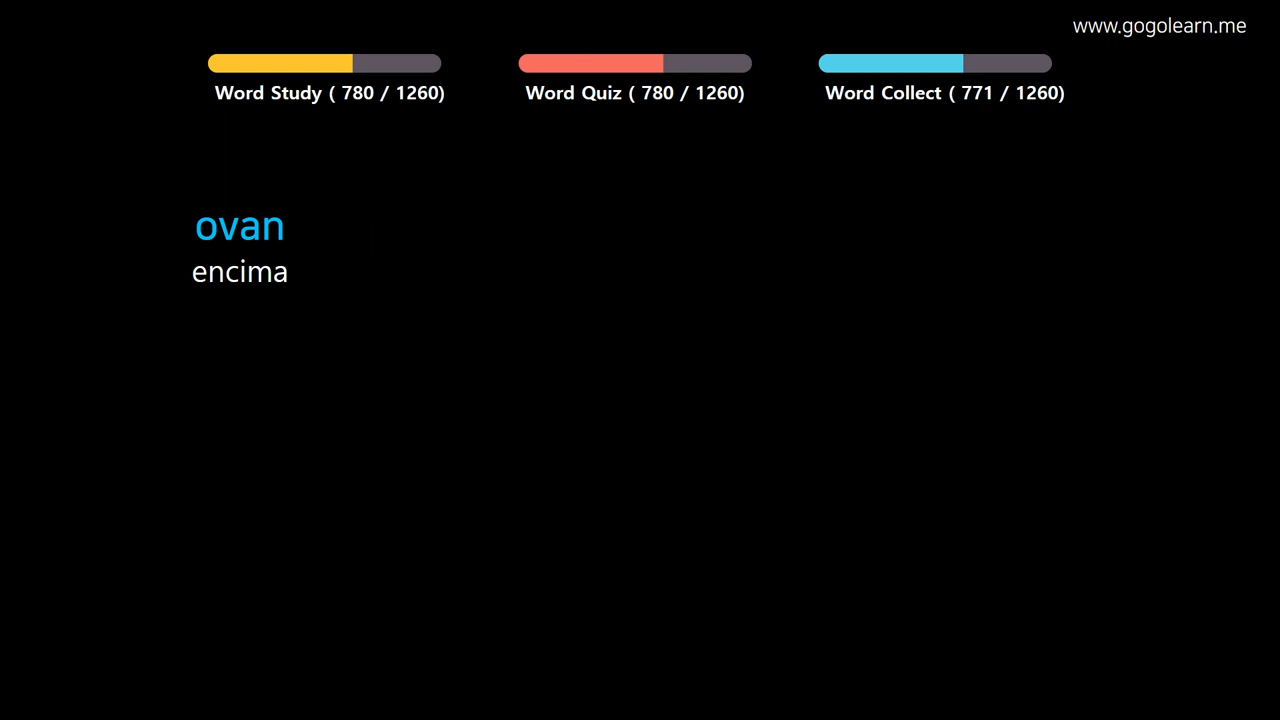 www.gogolearn.me
Word Study ( 780 / 1260)
Word Quiz ( 780 / 1260)
Word Collect ( 771 / 1260)
ovan
encima